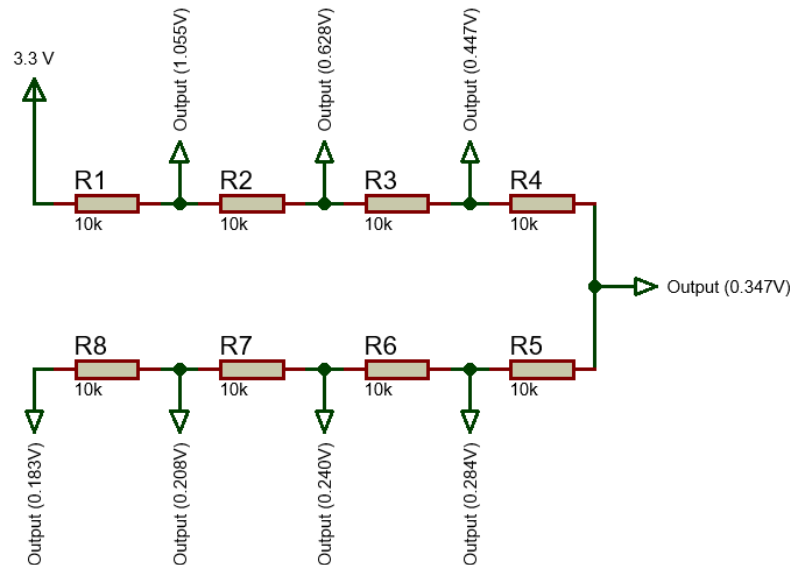 3.3 V
Output (1.055V)
Output (0.628V)
Output (0.447V)
R1
10k
R2
10k
R3
10k
R4
10k
Output (0.347V)
R8
10k
R7
10k
R6
10k
R5
10k
Output (0.183V)
Output (0.208V)
Output (0.240V)
Output (0.284V)